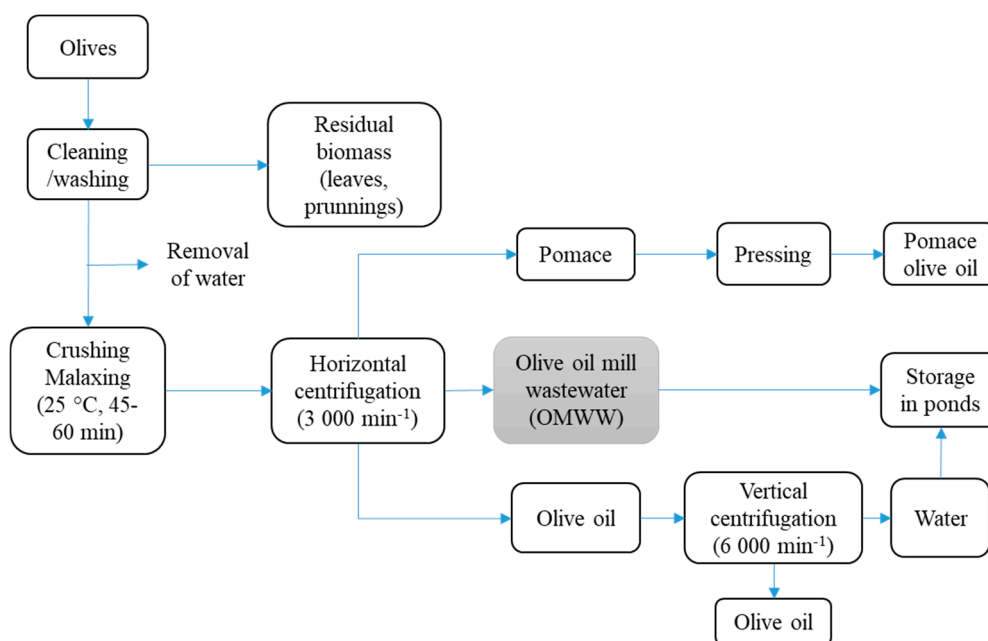 Olives
Cleaning
/washing
Residual
biomass
(leaves,
prunnings)
Removal
of water
Crushing
Malaxing
(25 °C, 45-
60 min)
Horizontal
centrifugation
(3 000 min⁻¹)
Pomace
Pressing
Pomace
olive oil
Olive oil mill
wastewater
(OMWW)
Storage
in ponds
Olive oil
Vertical
centrifugation
(6 000 min⁻¹)
Water
Olive oil